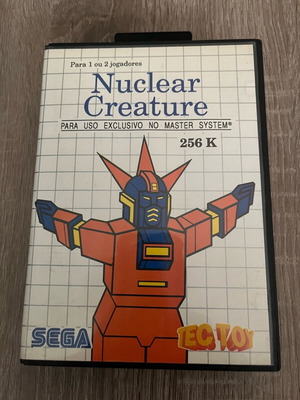 Para 1 ou 2 jogadores
Nuclear
Creature
PARA USO EXCLUSIVO NO MASTER SYSTEM®
256 K
SEGA
TEC TOY